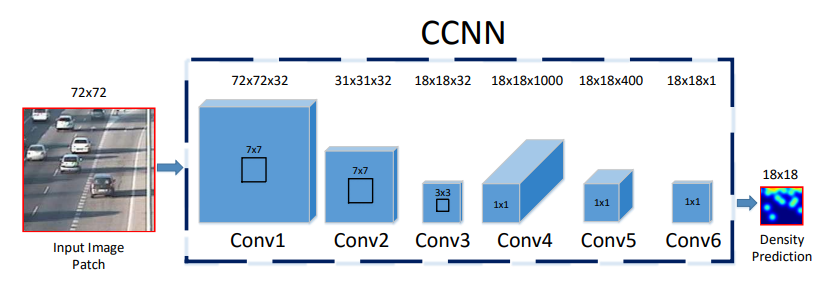 CCNN
72x72
72x72x32
31x31x32
18x18x32
18x18x1000
18x18x400
18x18x1
7x7
7x7
3x3
1x1
1x1
1x1
18x18
Conv1
Conv2
Conv3
Conv4
Conv5
Conv6
Input Image
Patch
Density
Prediction